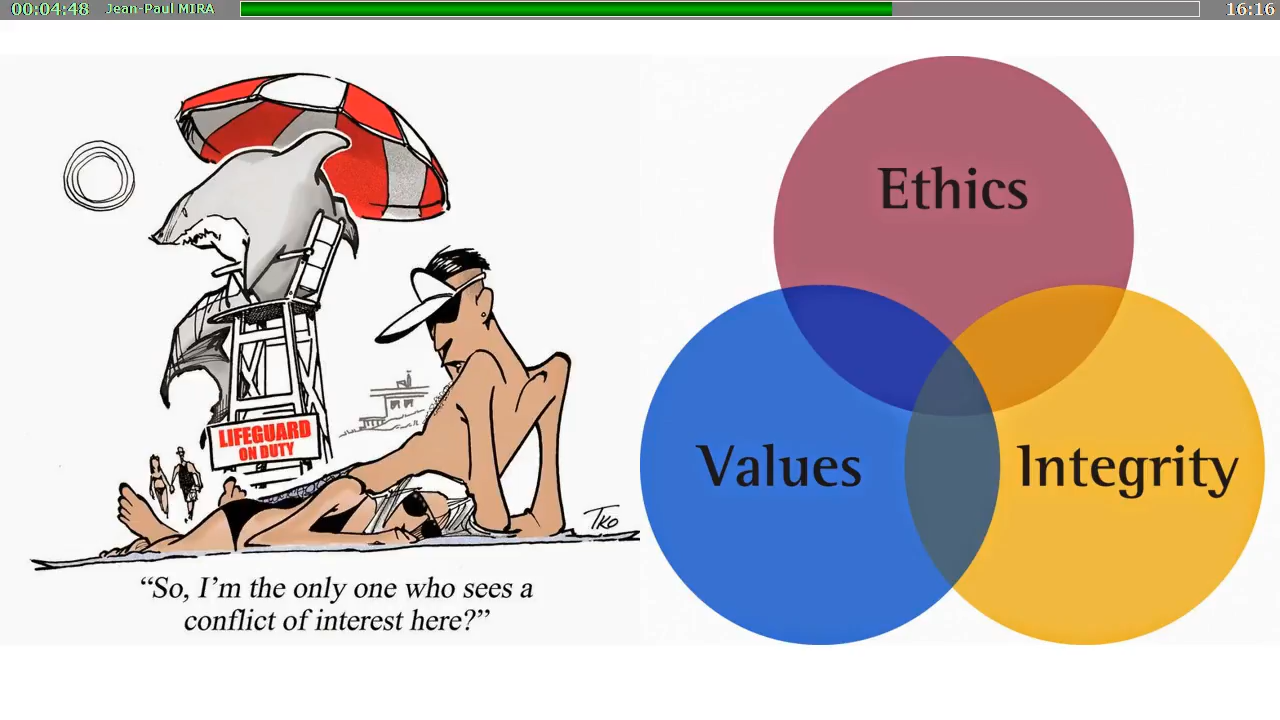 00:04:48 Jean-Paul MIRA 16:16
LIFEGUARD
ON DUTY
TKO
“So, I’m the only one who sees a
conflict of interest here?”
Ethics
Values
Integrity